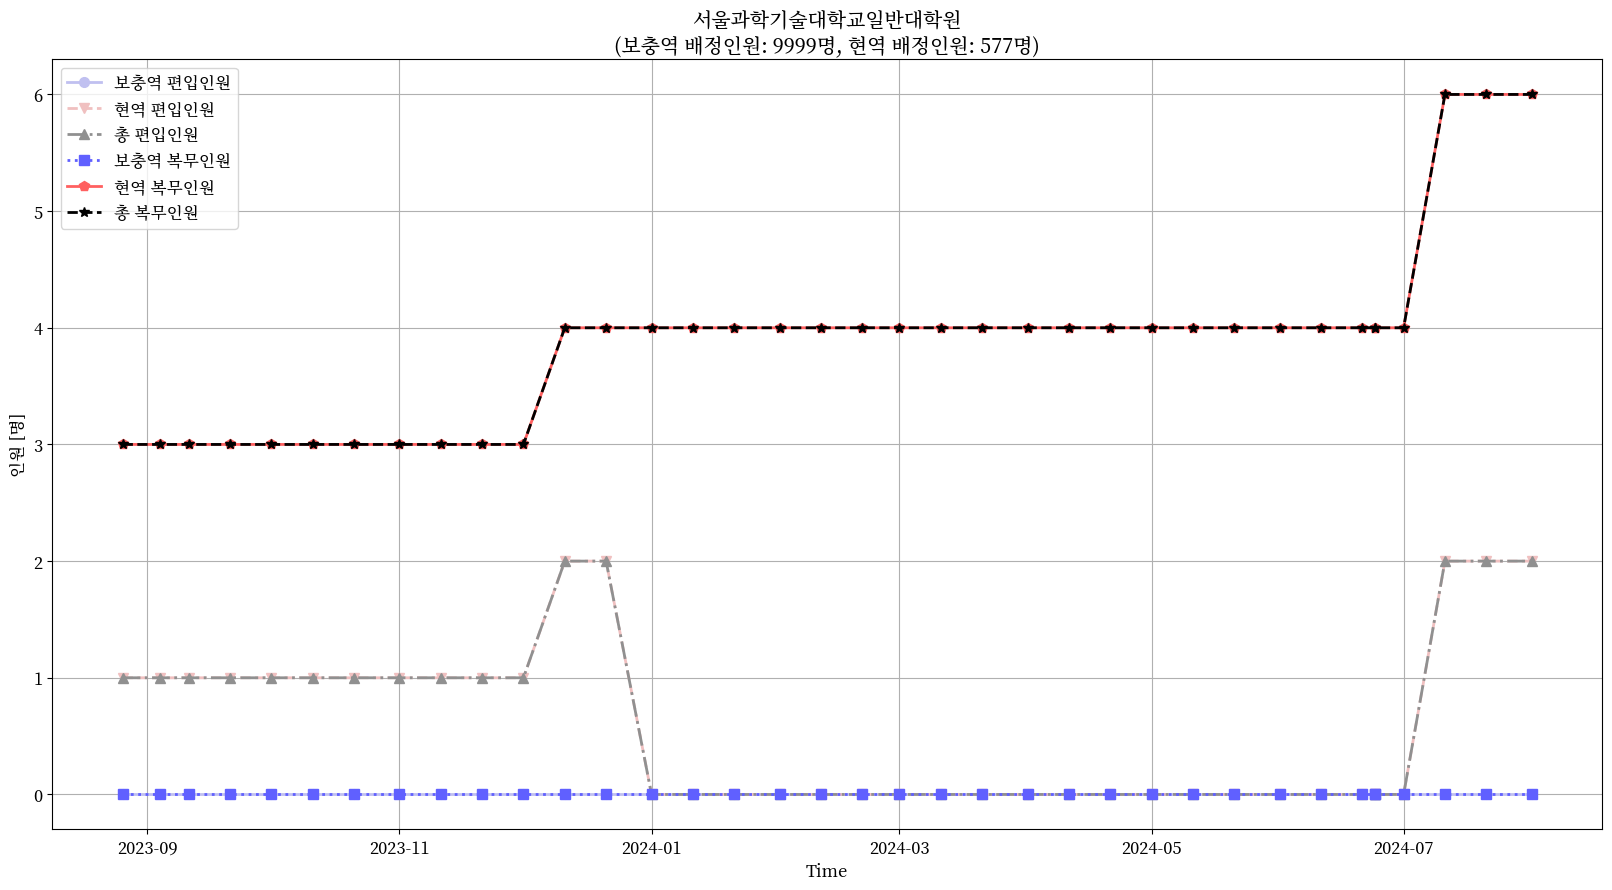 서울과학기술대학교일반대학원
(보충역 배정인원: 9999명, 현역 배정인원: 577명)
보충역 편입인원
현역 편입인원
총 편입인원
보충역 복무인원
현역 복무인원
총 복무인원
인원 [명]
6
5
4
3
2
1
0
2023-09
2023-11
2024-01
2024-03
2024-05
2024-07
Time